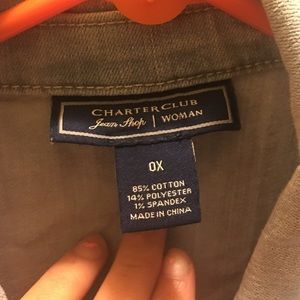 CHARTER CLUB
Jean Shop | WOMAN
0X
85% COTTON
14% POLYESTER
1% SPANDEX
MADE IN CHINA